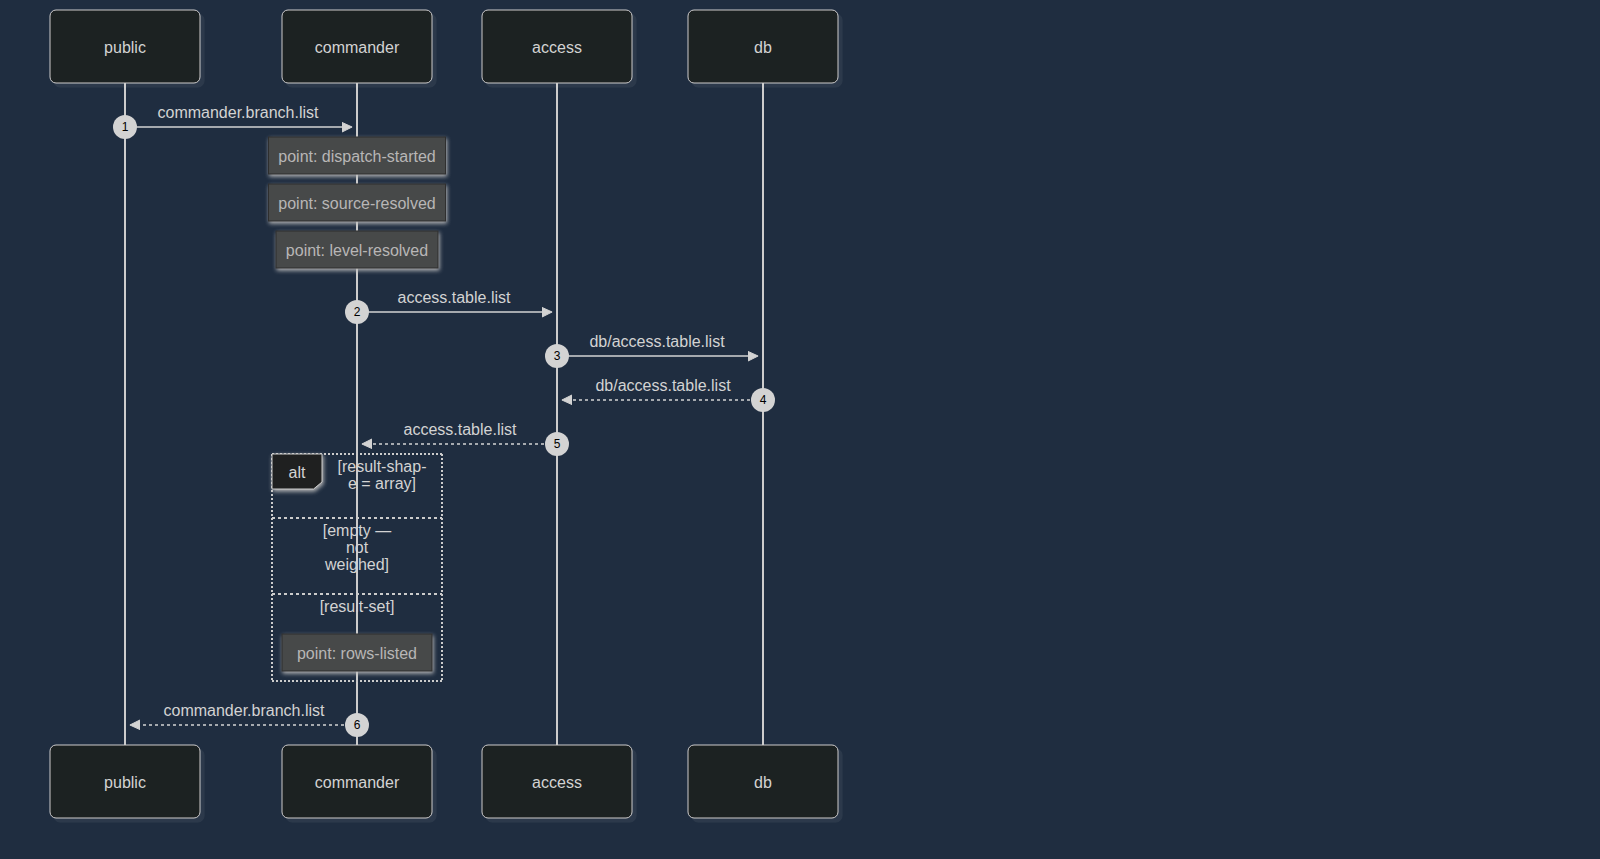 public
commander
access
db
commander.branch.list
1
point: dispatch-started
point: source-resolved
point: level-resolved
access.table.list
2
db/access.table.list
3
db/access.table.list
4
access.table.list
5
alt
[result-shap-
e = array]
[empty —
not
weighed]
[result-set]
point: rows-listed
commander.branch.list
6
public
commander
access
db